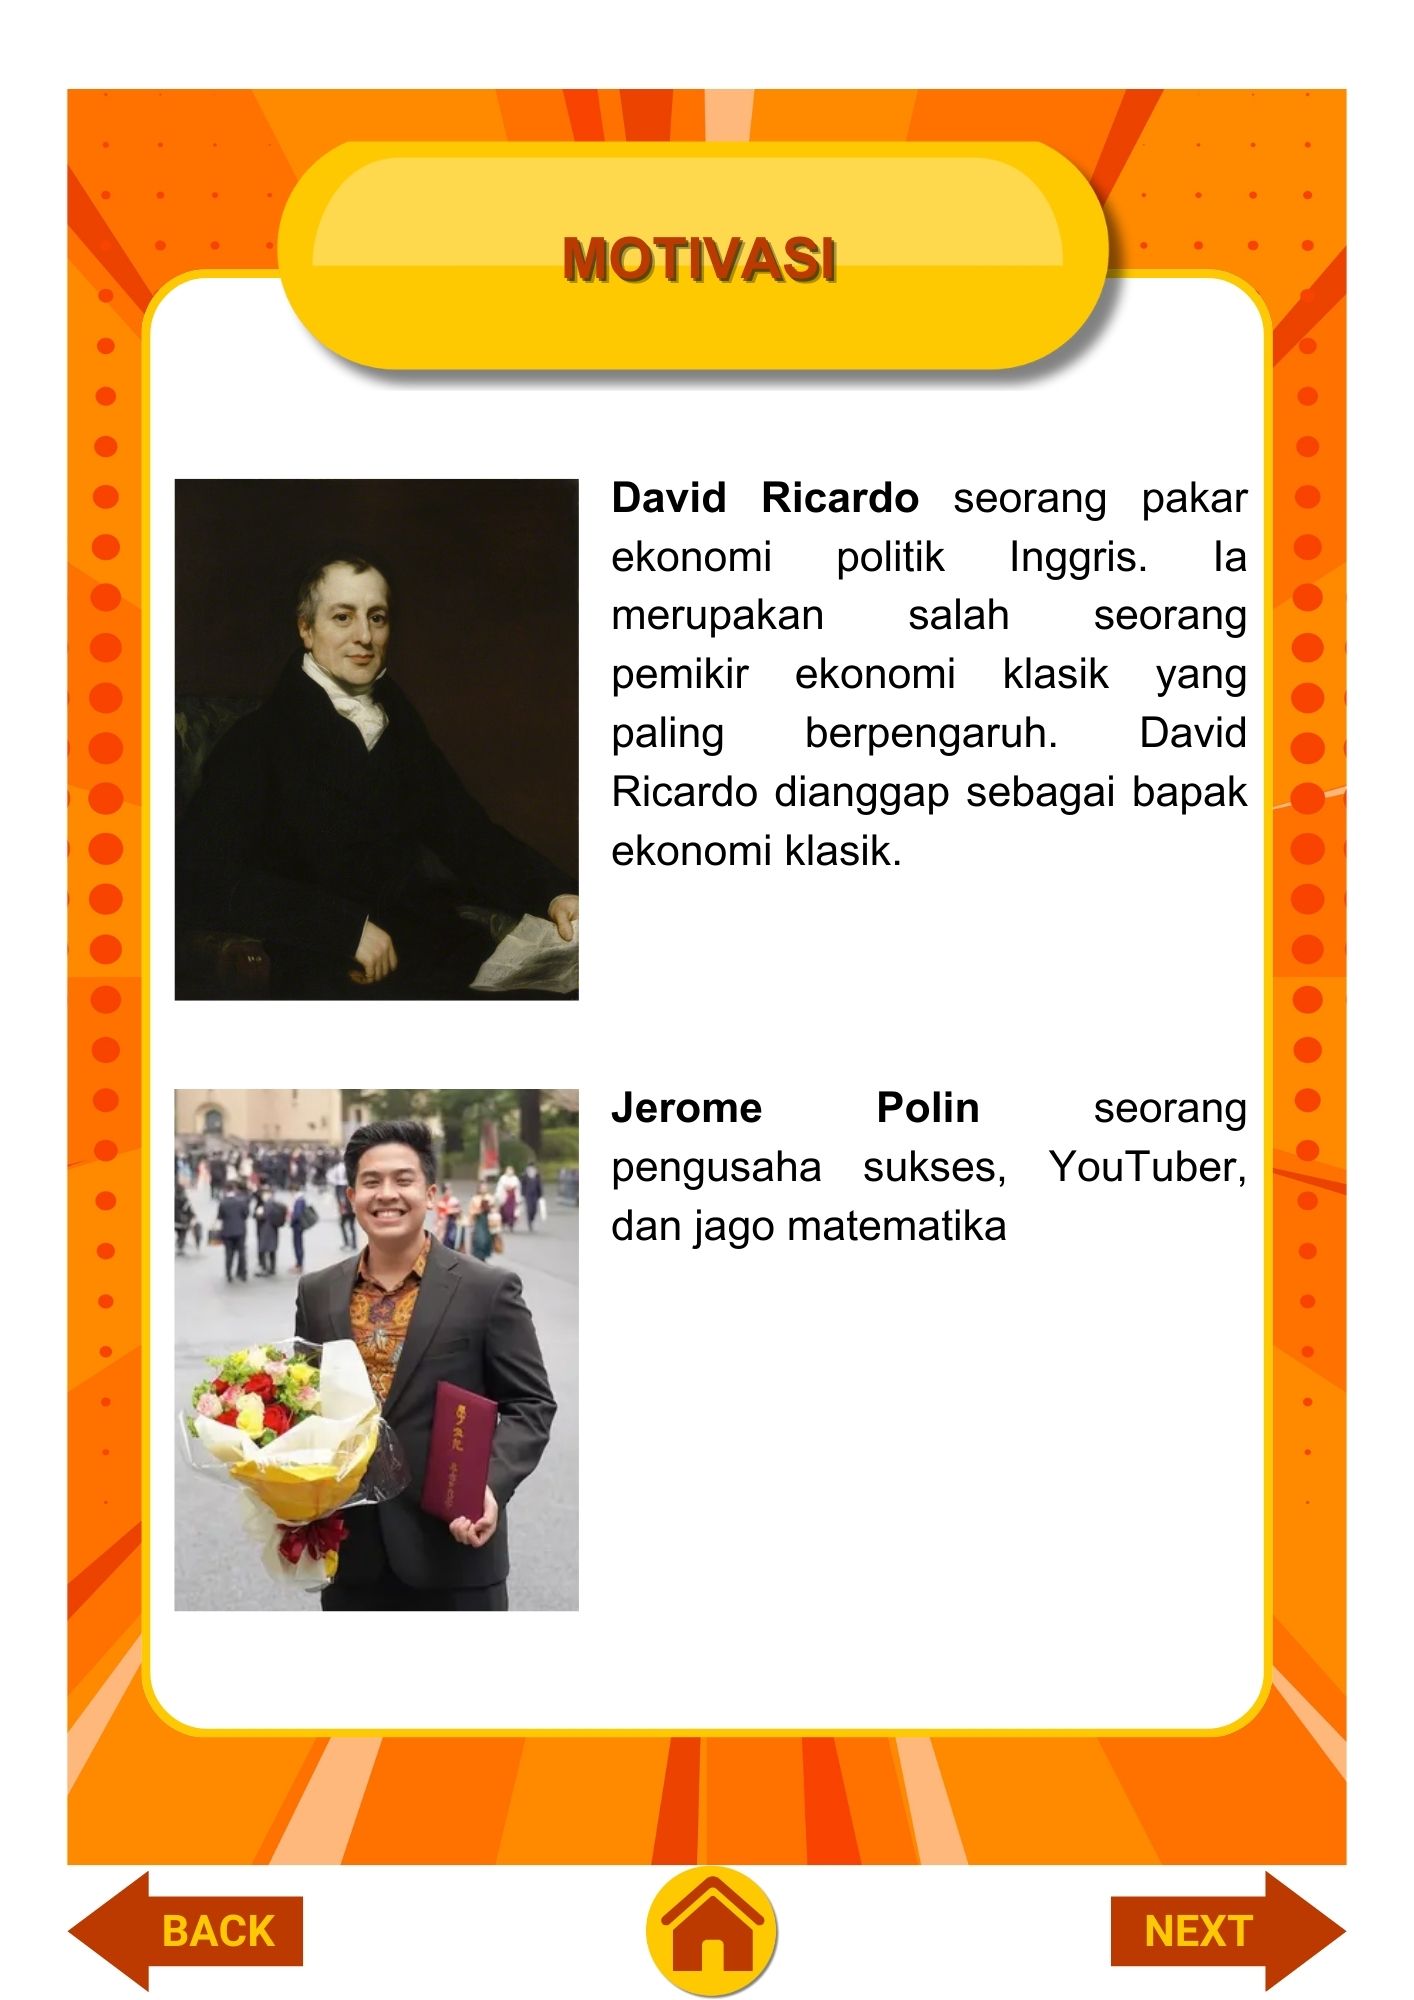 MOTIVASI
David Ricardo seorang pakar
ekonomi politik Inggris. Ia
merupakan salah seorang
pemikir ekonomi klasik yang
paling berpengaruh. David
Ricardo dianggap sebagai bapak
ekonomi klasik.
Jerome Polin seorang
pengusaha sukses, YouTuber,
dan jago matematika
BACK
NEXT